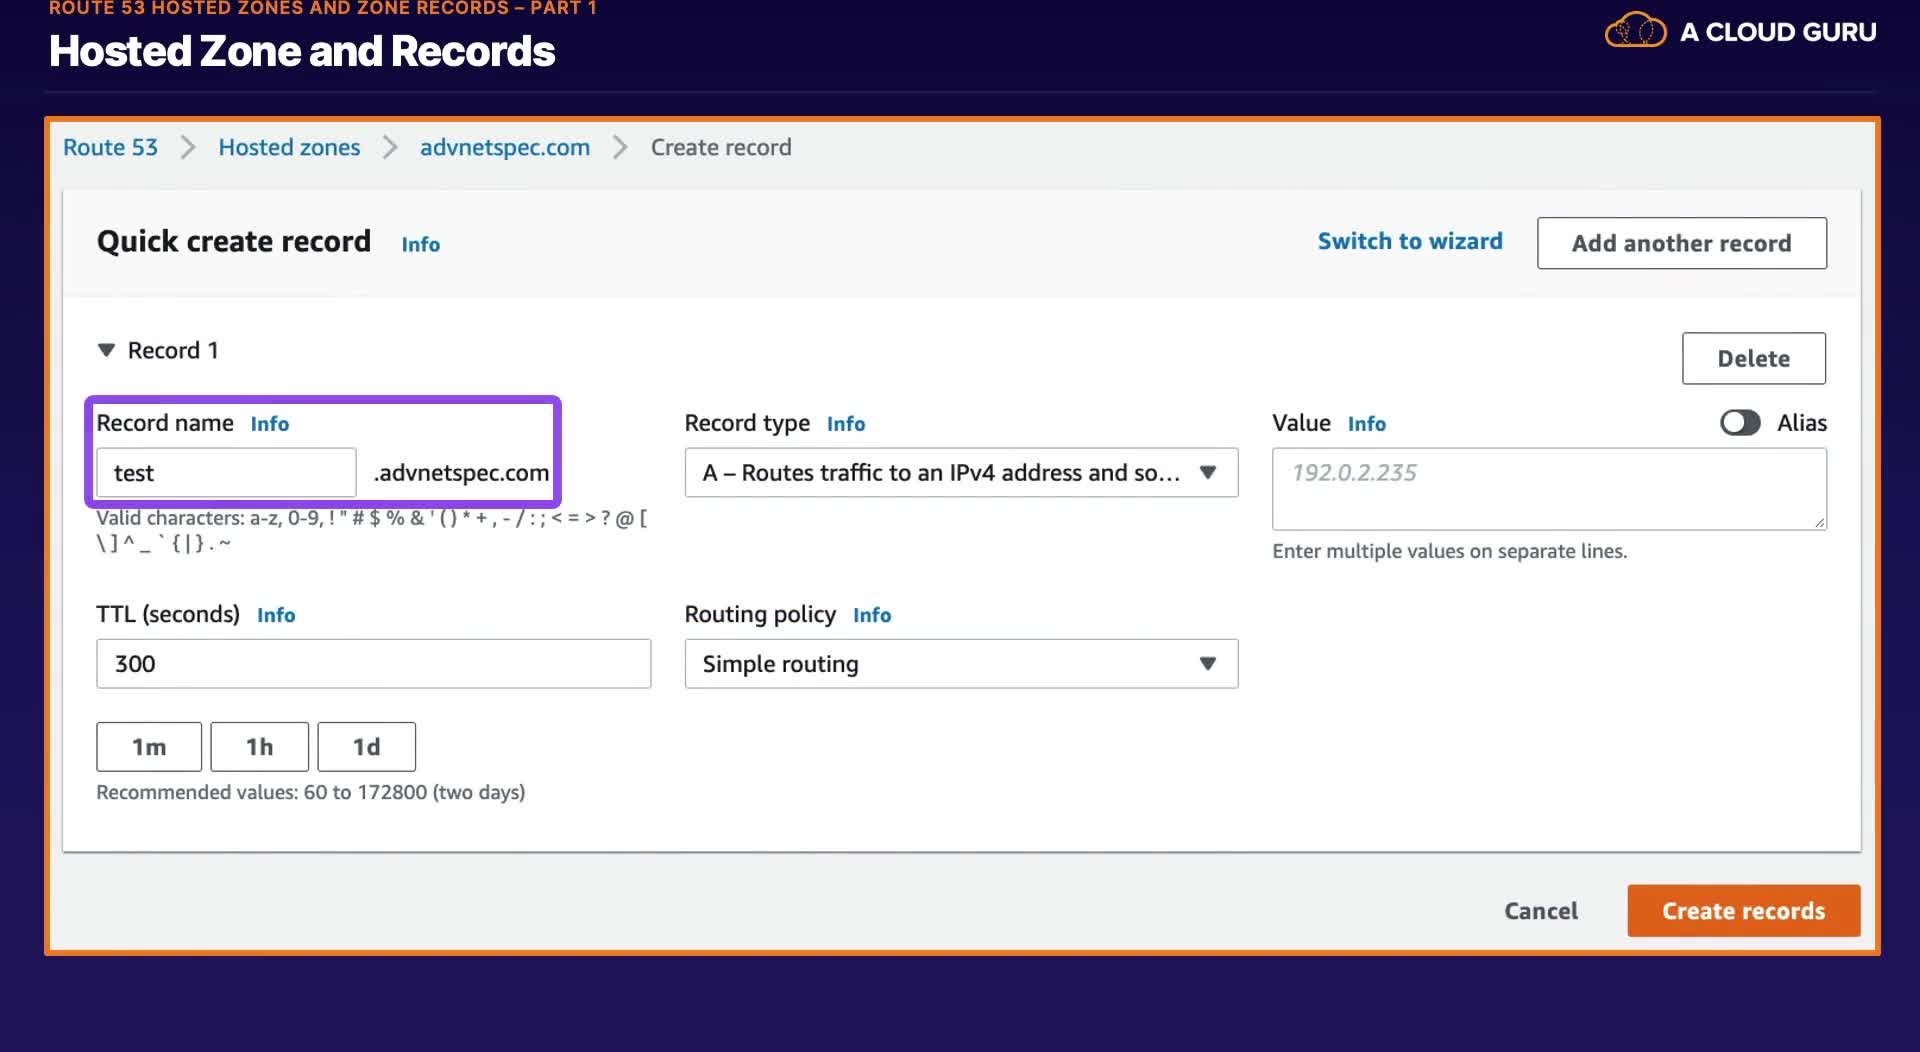 ROUTE 53 HOSTED ZONES AND ZONE RECORDS – PART 1
Hosted Zone and Records
A CLOUD GURU
Route 53 > Hosted zones > advnetspec.com > Create record
Quick create record Info
Switch to wizard
Add another record
▼ Record 1
Delete
Record name Info
test .advnetspec.com
Valid characters: a-z, 0-9, ! " # $ % & ' ( ) * + , - / : ; < = > ? @ [
\ ] ^ _ ` { | } . ~
Record type Info
A – Routes traffic to an IPv4 address and so...
Value Info
Alias
192.0.2.235
Enter multiple values on separate lines.
TTL (seconds) Info
300
1m 1h 1d
Recommended values: 60 to 172800 (two days)
Routing policy Info
Simple routing
Cancel
Create records